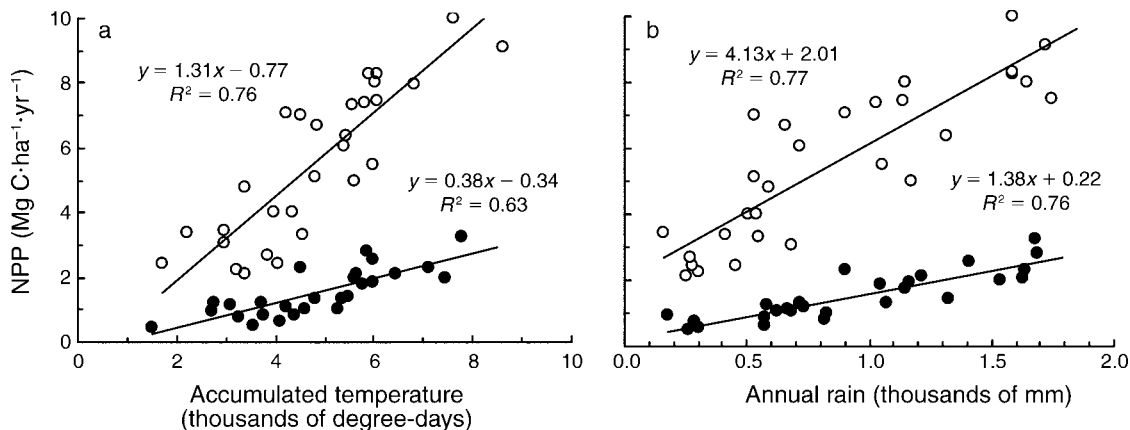 a
b
NPP (Mg C·ha⁻¹·yr⁻¹)
10
8
6
4
2
0
y = 1.31x – 0.77
R² = 0.76
y = 0.38x – 0.34
R² = 0.63
0 2 4 6 8 10
Accumulated temperature
(thousands of degree-days)
y = 4.13x + 2.01
R² = 0.77
y = 1.38x + 0.22
R² = 0.76
0.0 0.5 1.0 1.5 2.0
Annual rain (thousands of mm)